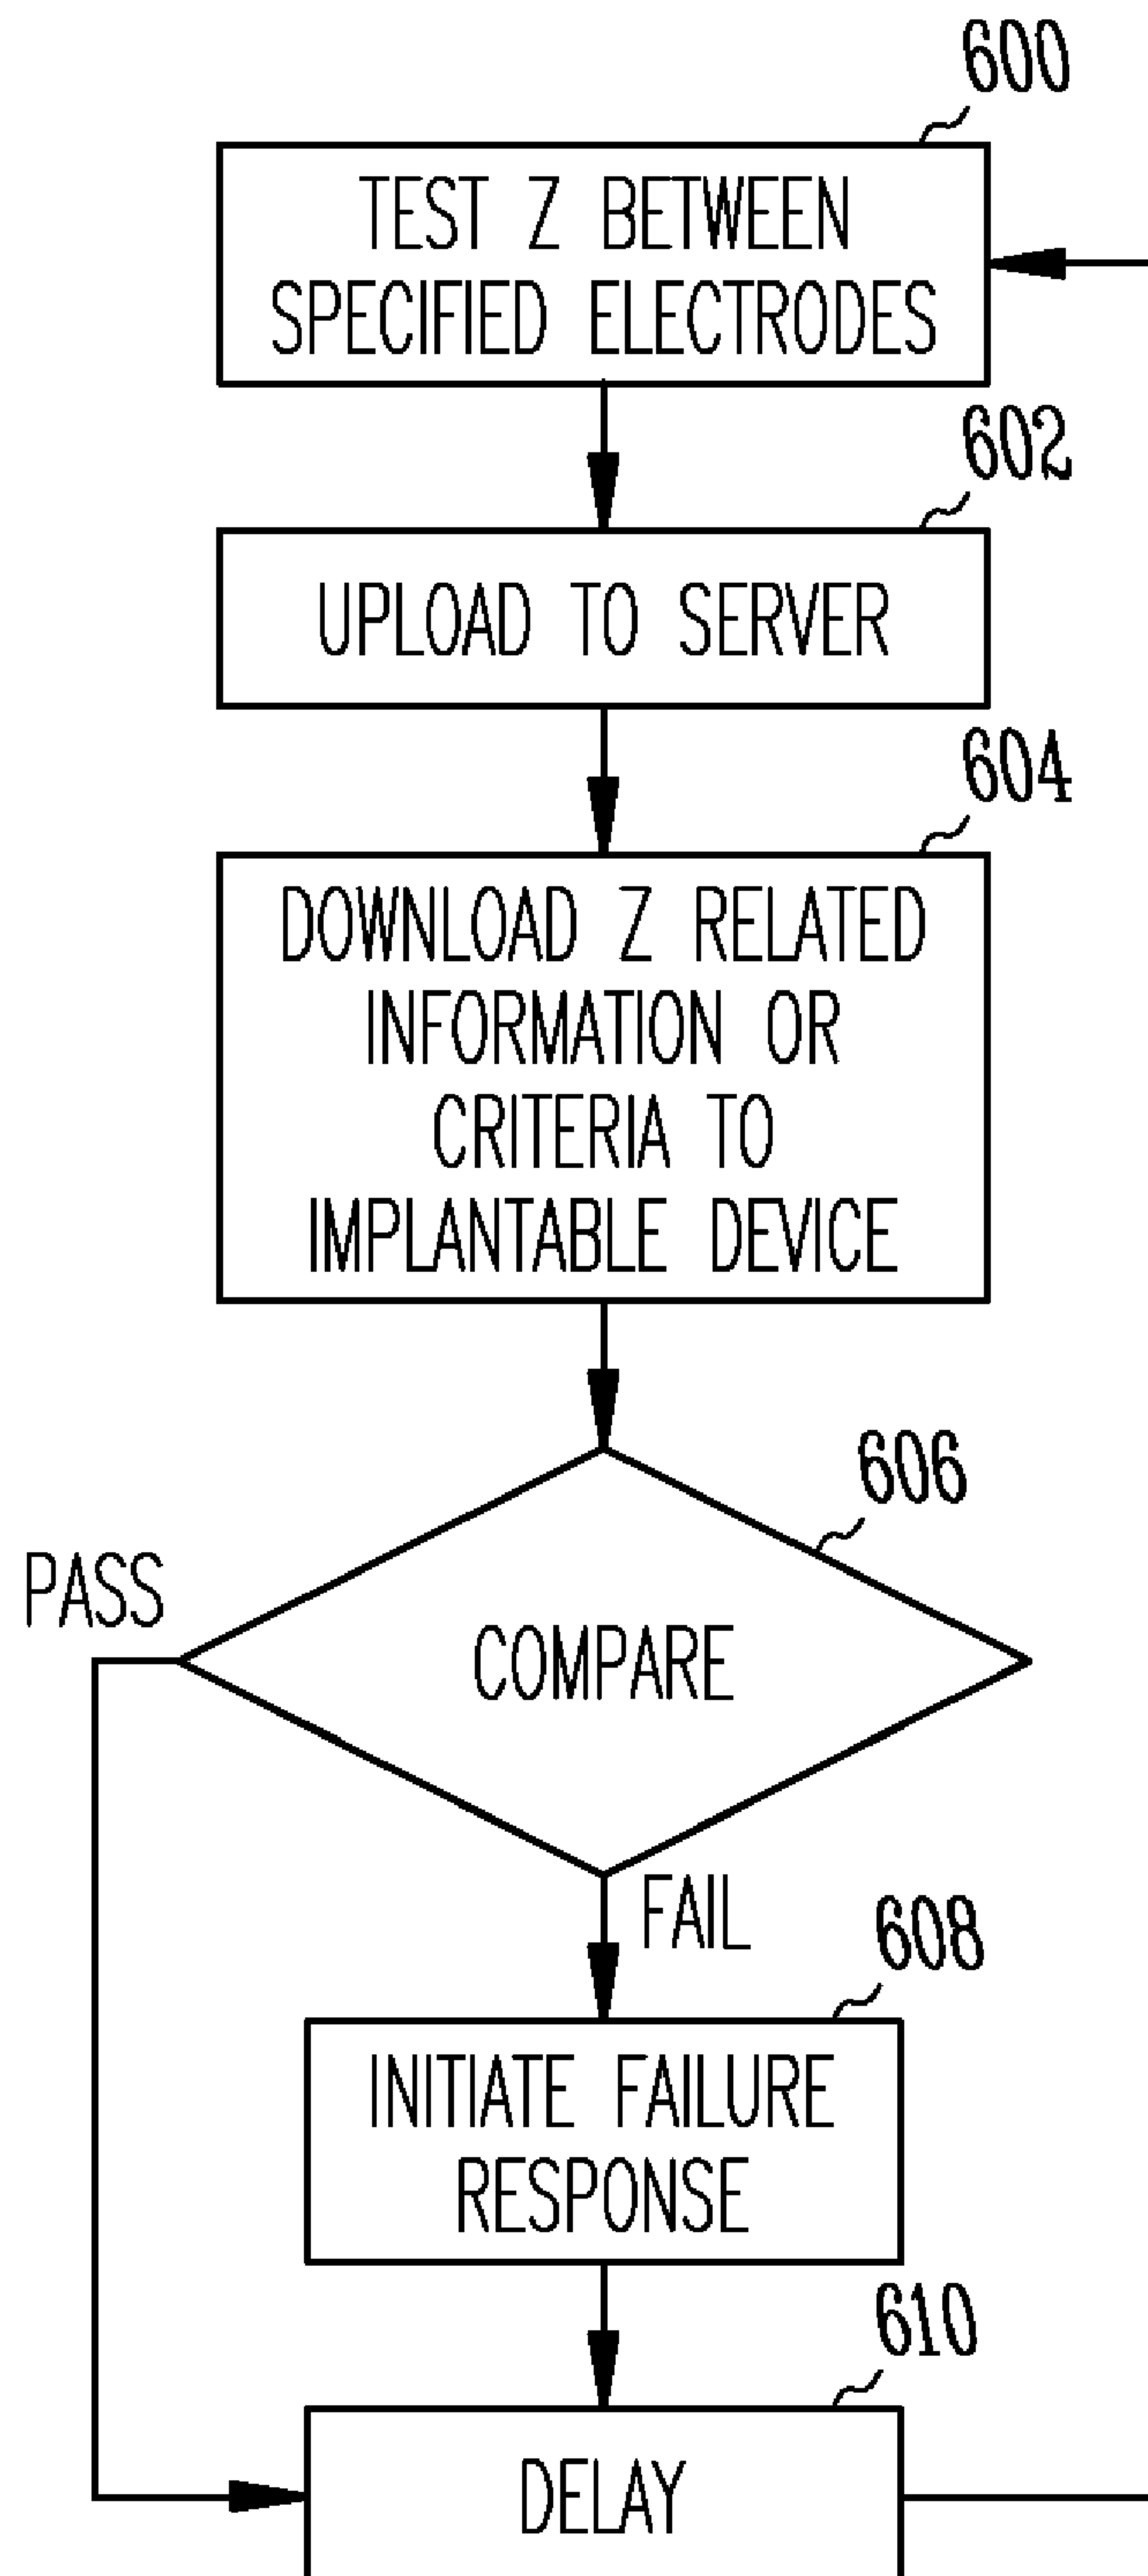 600
TEST Z BETWEEN
SPECIFIED ELECTRODES
602
UPLOAD TO SERVER
604
DOWNLOAD Z RELATED
INFORMATION OR
CRITERIA TO
IMPLANTABLE DEVICE
606
PASS
COMPARE
FAIL
608
INITIATE FAILURE
RESPONSE
610
DELAY